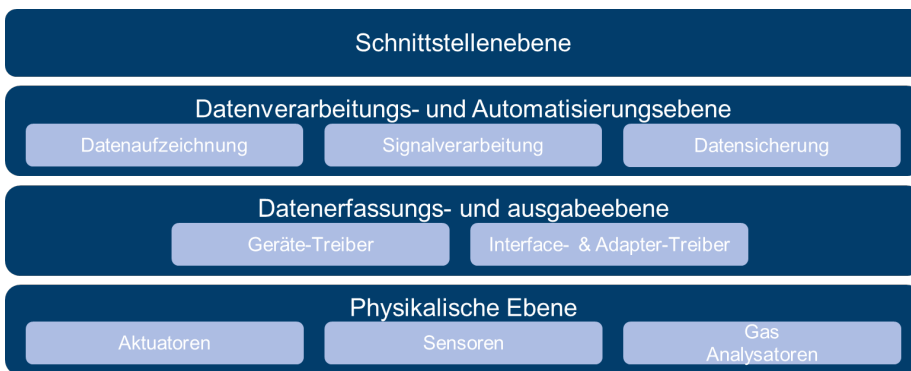 Schnittstellenebene
Datenverarbeitungs- und Automatisierungsebene
Datenaufzeichnung
Signalverarbeitung
Datensicherung
Datenerfassungs- und ausgabeebene
Geräte-Treiber
Interface- & Adapter-Treiber
Physikalische Ebene
Aktuatoren
Sensoren
Gas
Analysatoren